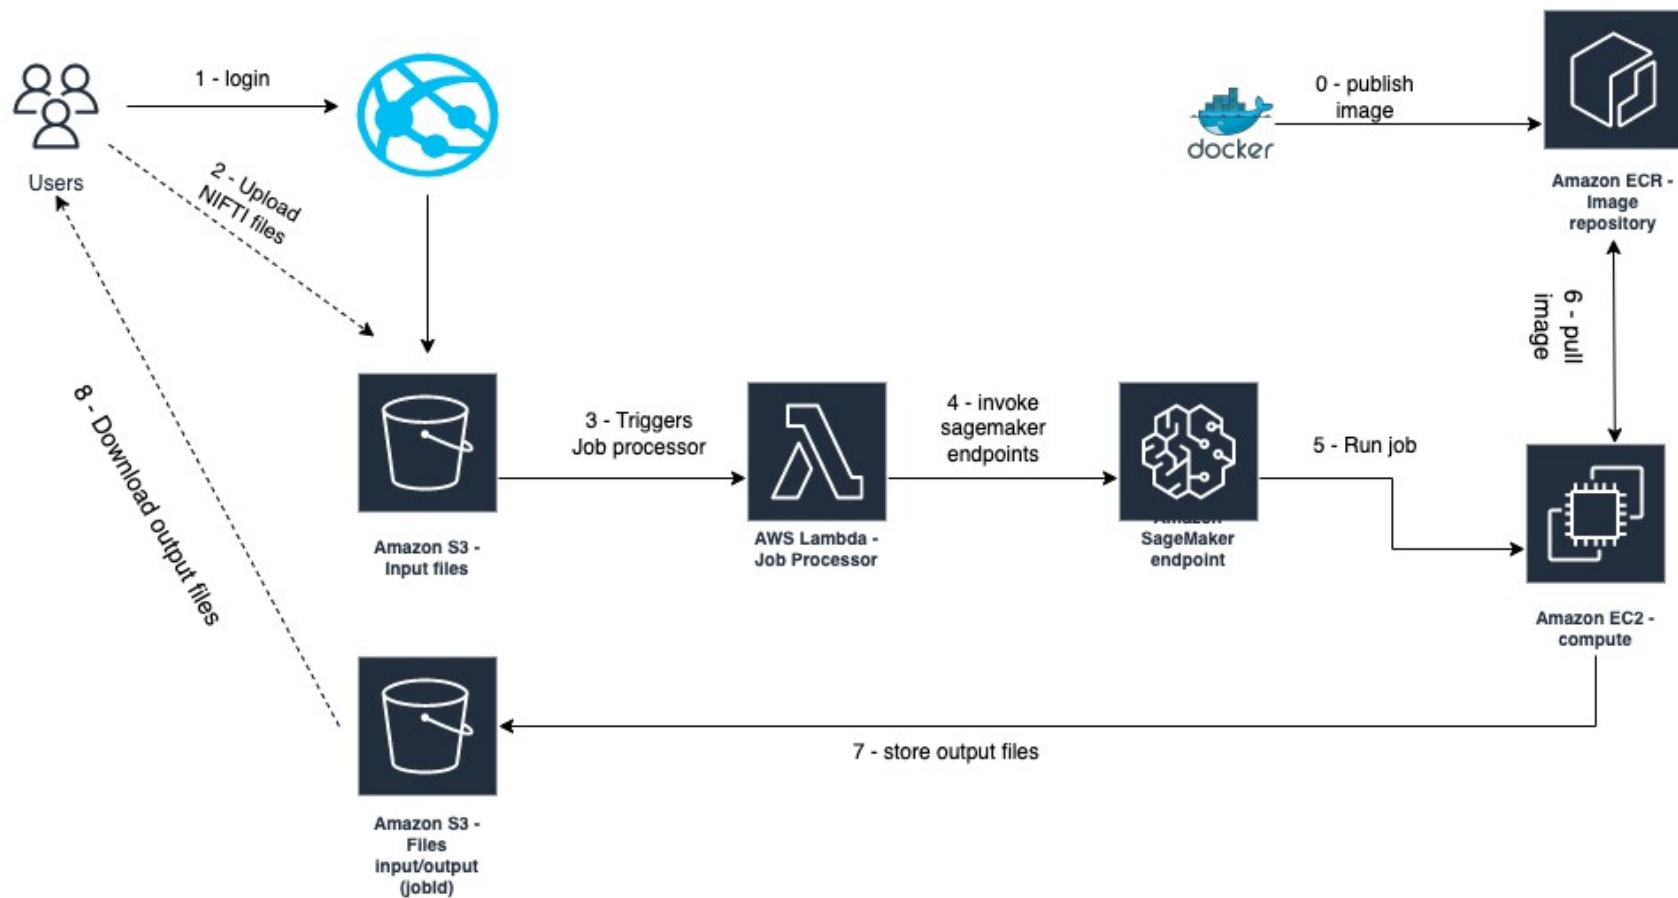 1 - login
Users
2 - Upload
NIFTI files
docker
0 - publish
image
Amazon ECR -
Image
repository
6 - pull
image
3 - Triggers
Job processor
4 - invoke
sagemaker
endpoints
5 - Run job
Amazon S3 -
Input files
AWS Lambda -
Job Processor
Amazon
SageMaker
endpoint
Amazon EC2 -
compute
8 - Download output files
7 - store output files
Amazon S3 -
Files
input/output
(jobId)